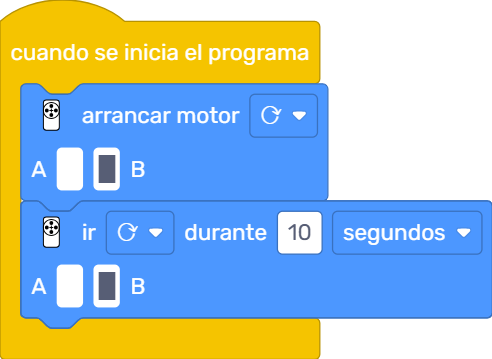 cuando se inicia el programa
arrancar motor
A B
ir durante 10 segundos
A B